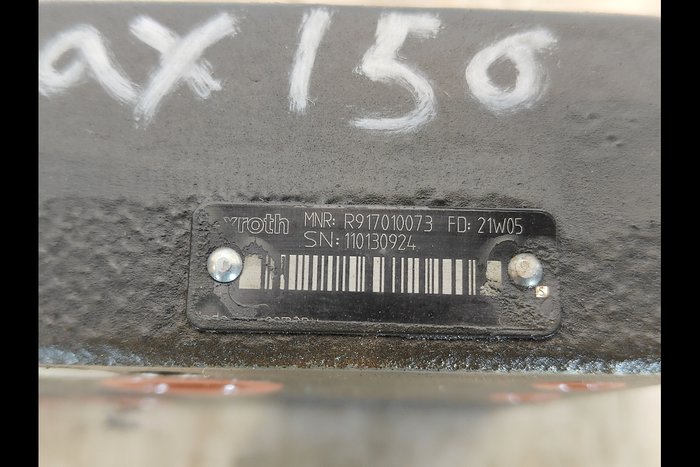 ax 150
xroth MNR: R917010073 FD: 21W05
SN: 110130924
S